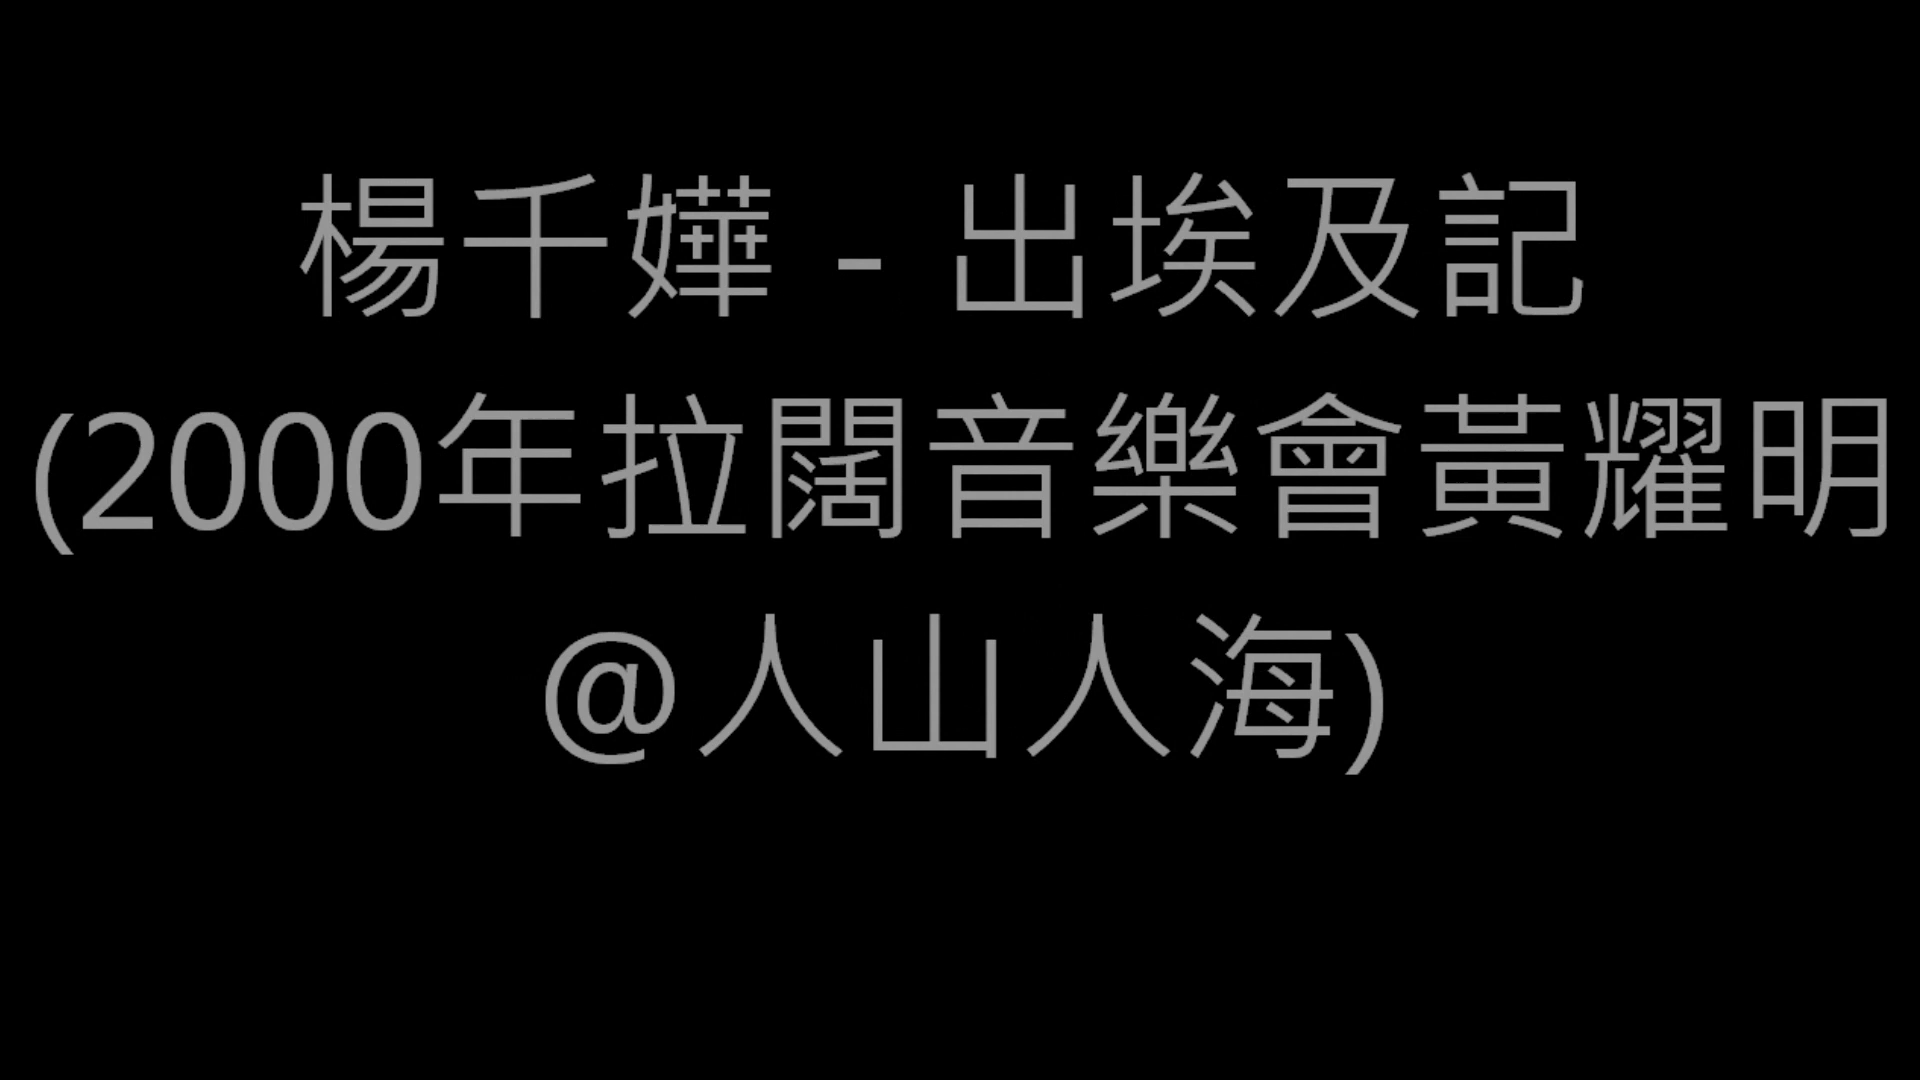 楊千嬅 - 出埃及記
(2000年拉闊音樂會黃耀明
@人山人海)